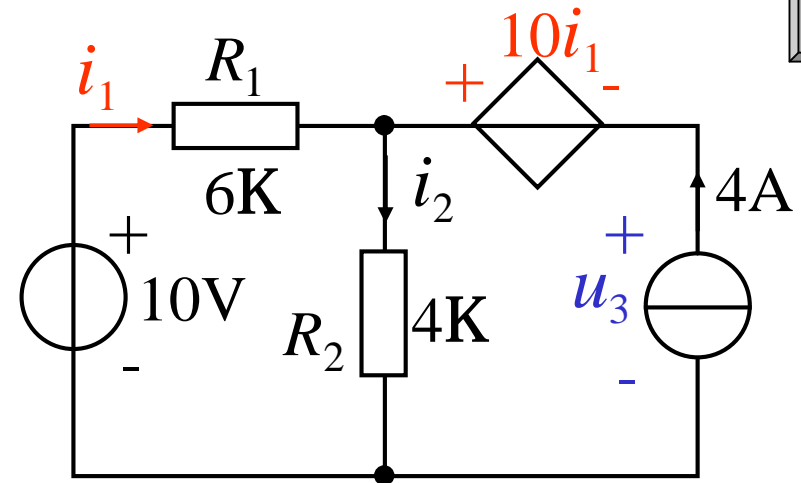 10i₁
i₁
R₁
+
-
6K
i₂
4A
+
10V
-
R₂
4K
+
u₃
-